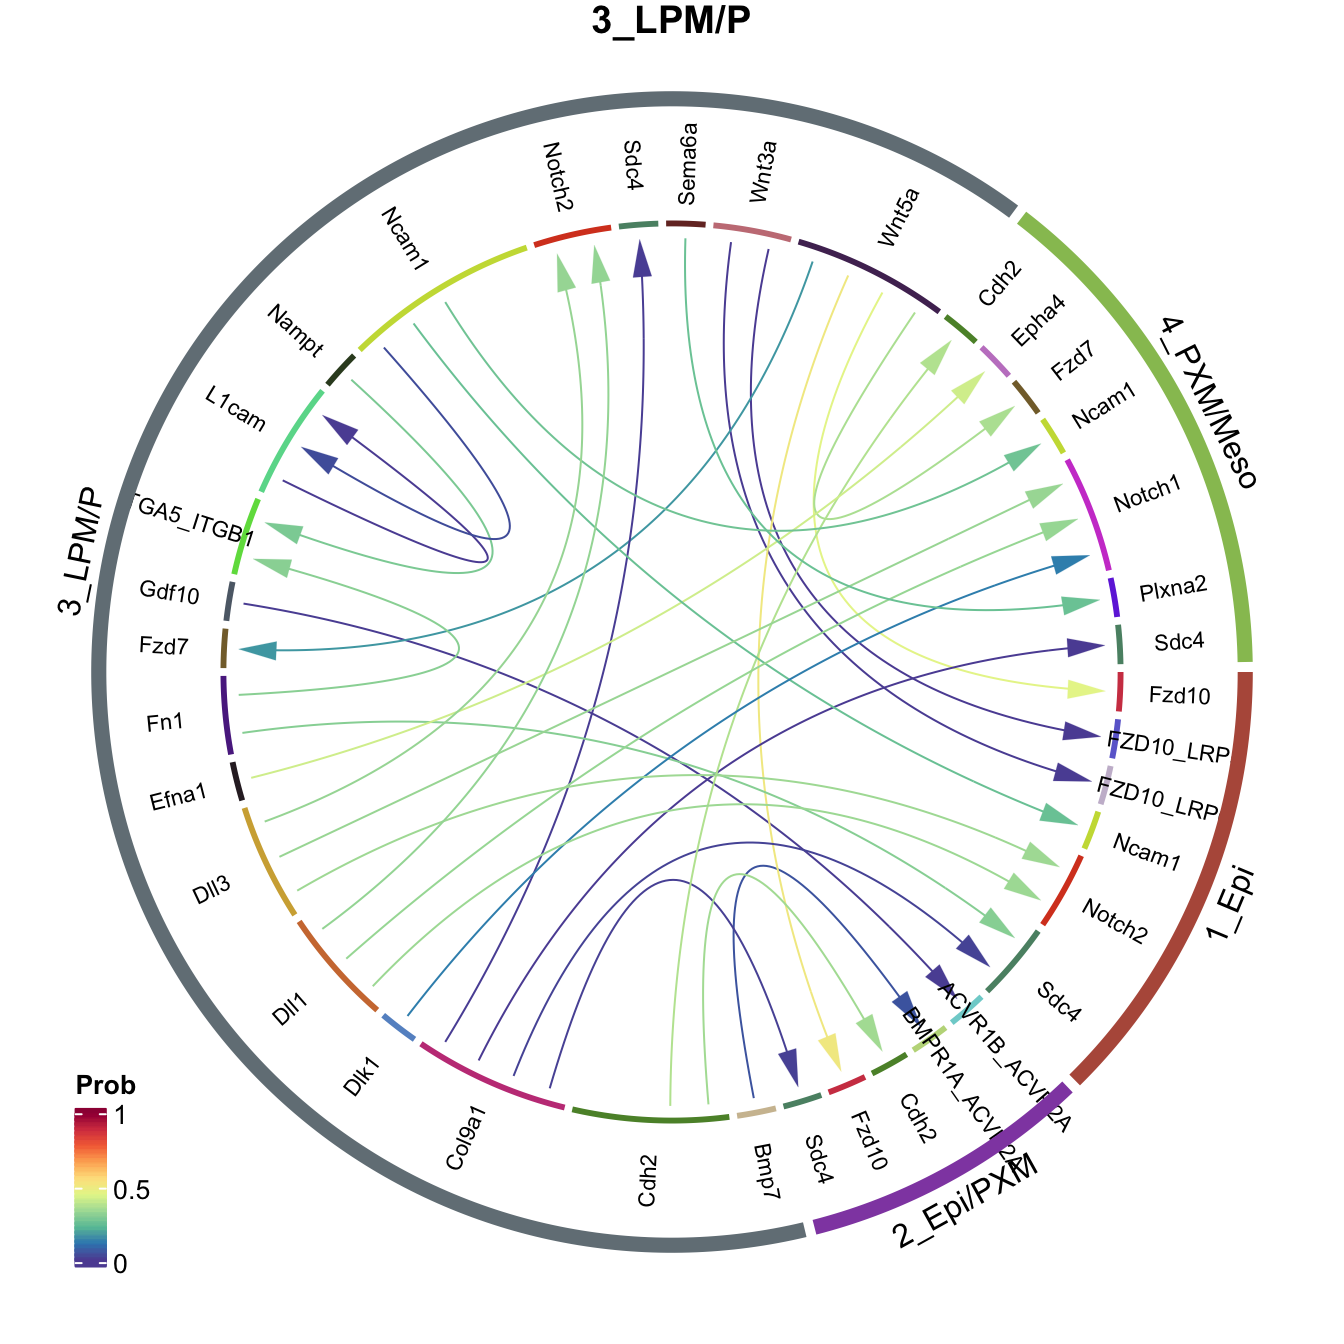 3_LPM/P
Notch2
Sdc4
Sema6a
Wnt3a
Wnt5a
Cdh2
Epha4
Fzd7
Ncam1
Notch1
Plxna2
Sdc4
4_PXM/Meso
Fzd10
FZD10_LRP
FZD10_LRP
Ncam1
Notch2
Sdc4
1_Epi
ACVR1B_ACVR2A
BMPR1A_ACVR2A
Cdh2
Fzd10
Sdc4
2_Epi/PXM
Bmp7
Cdh2
Col9a1
Dlk1
Dll1
Dll3
Efna1
Fn1
Fzd7
Gdf10
GA5_ITGB1
L1cam
Nampt
Ncam1
3_LPM/P
Prob
1
0.5
0